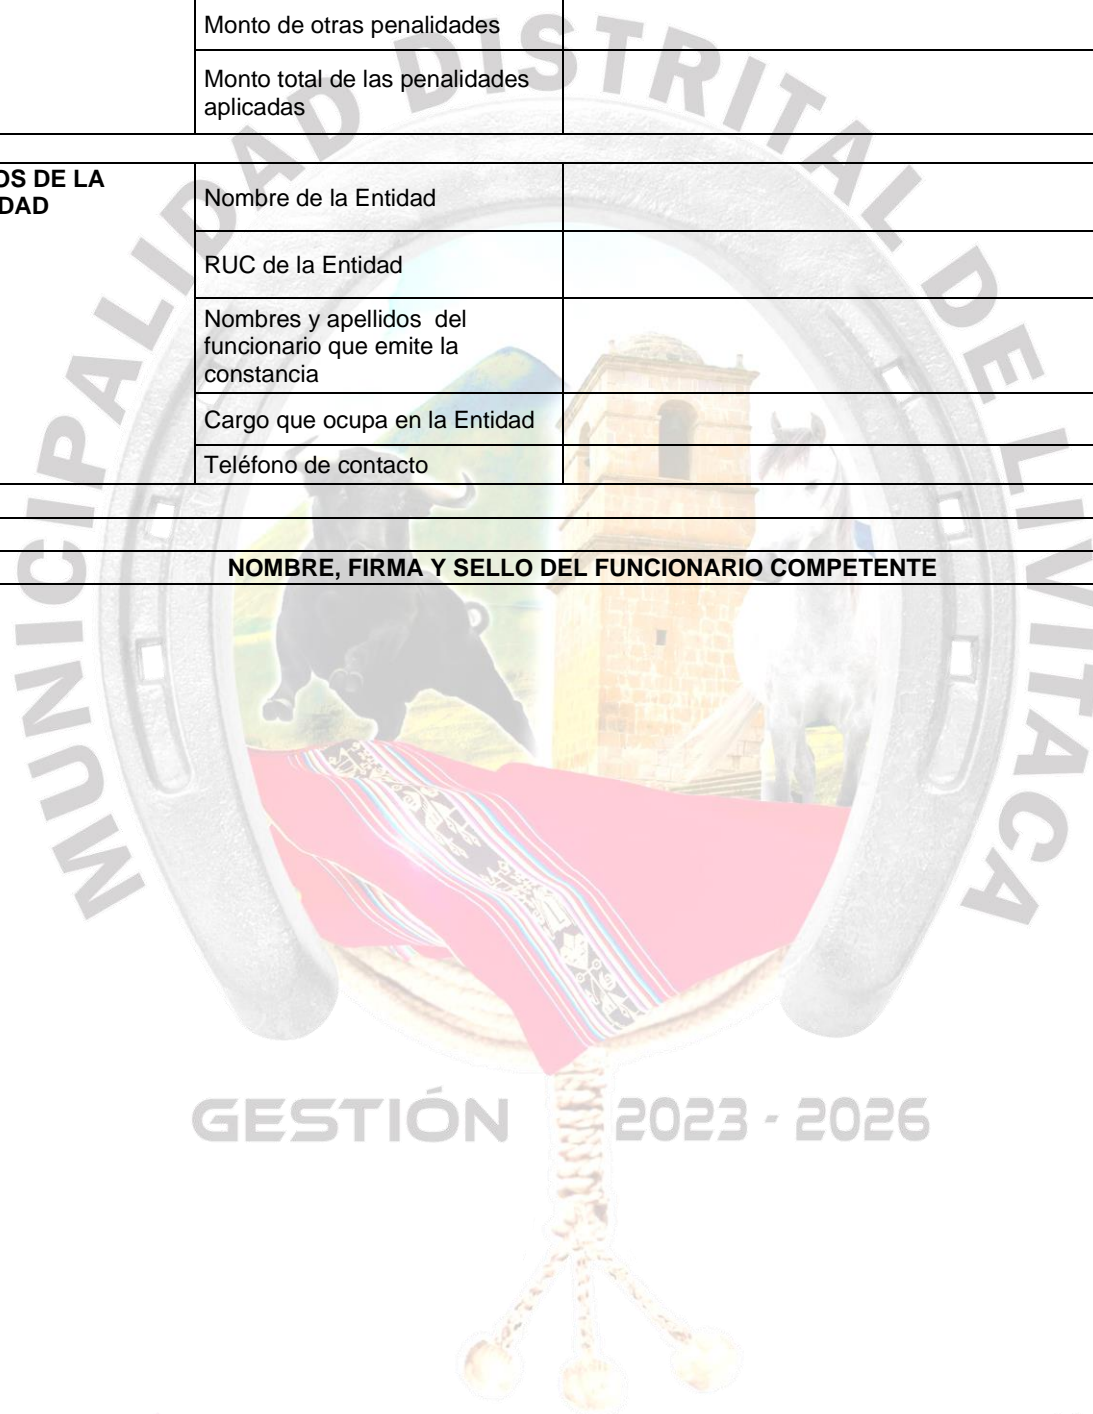 Monto de otras penalidades
Monto total de las penalidades
aplicadas
OS DE LA
DAD
Nombre de la Entidad
RUC de la Entidad
Nombres y apellidos  del
funcionario que emite la
constancia
Cargo que ocupa en la Entidad
Teléfono de contacto
NOMBRE, FIRMA Y SELLO DEL FUNCIONARIO COMPETENTE
MUNICIPALIDAD DISTRITAL DE LIVITACA
GESTIÓN 2023 - 2026